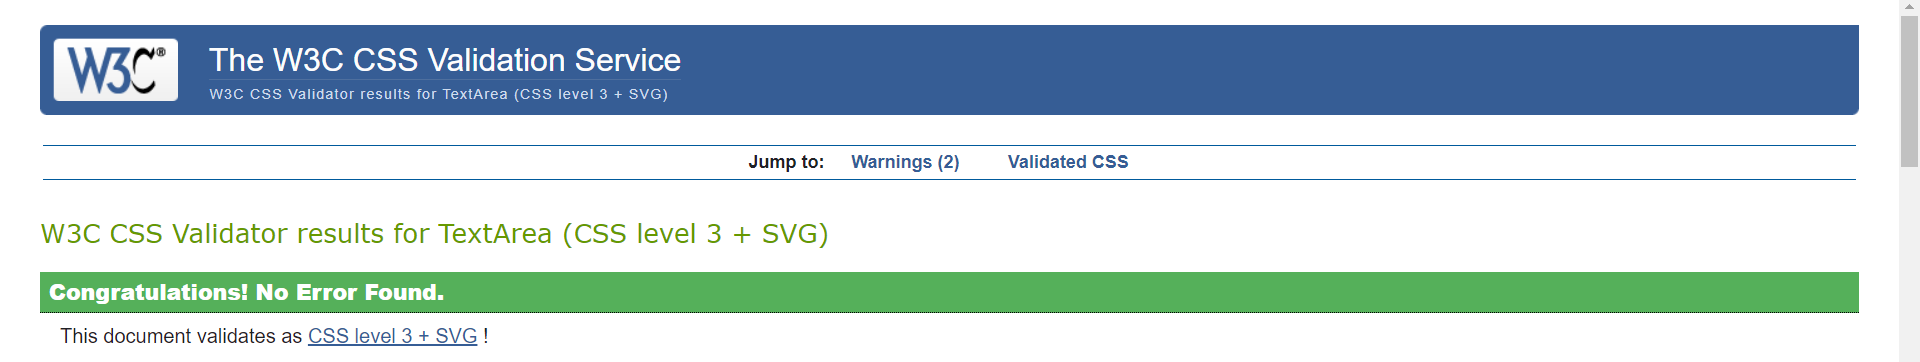 W3C®
The W3C CSS Validation Service
W3C CSS Validator results for TextArea (CSS level 3 + SVG)
Jump to: Warnings (2) Validated CSS
W3C CSS Validator results for TextArea (CSS level 3 + SVG)
Congratulations! No Error Found.
This document validates as CSS level 3 + SVG !